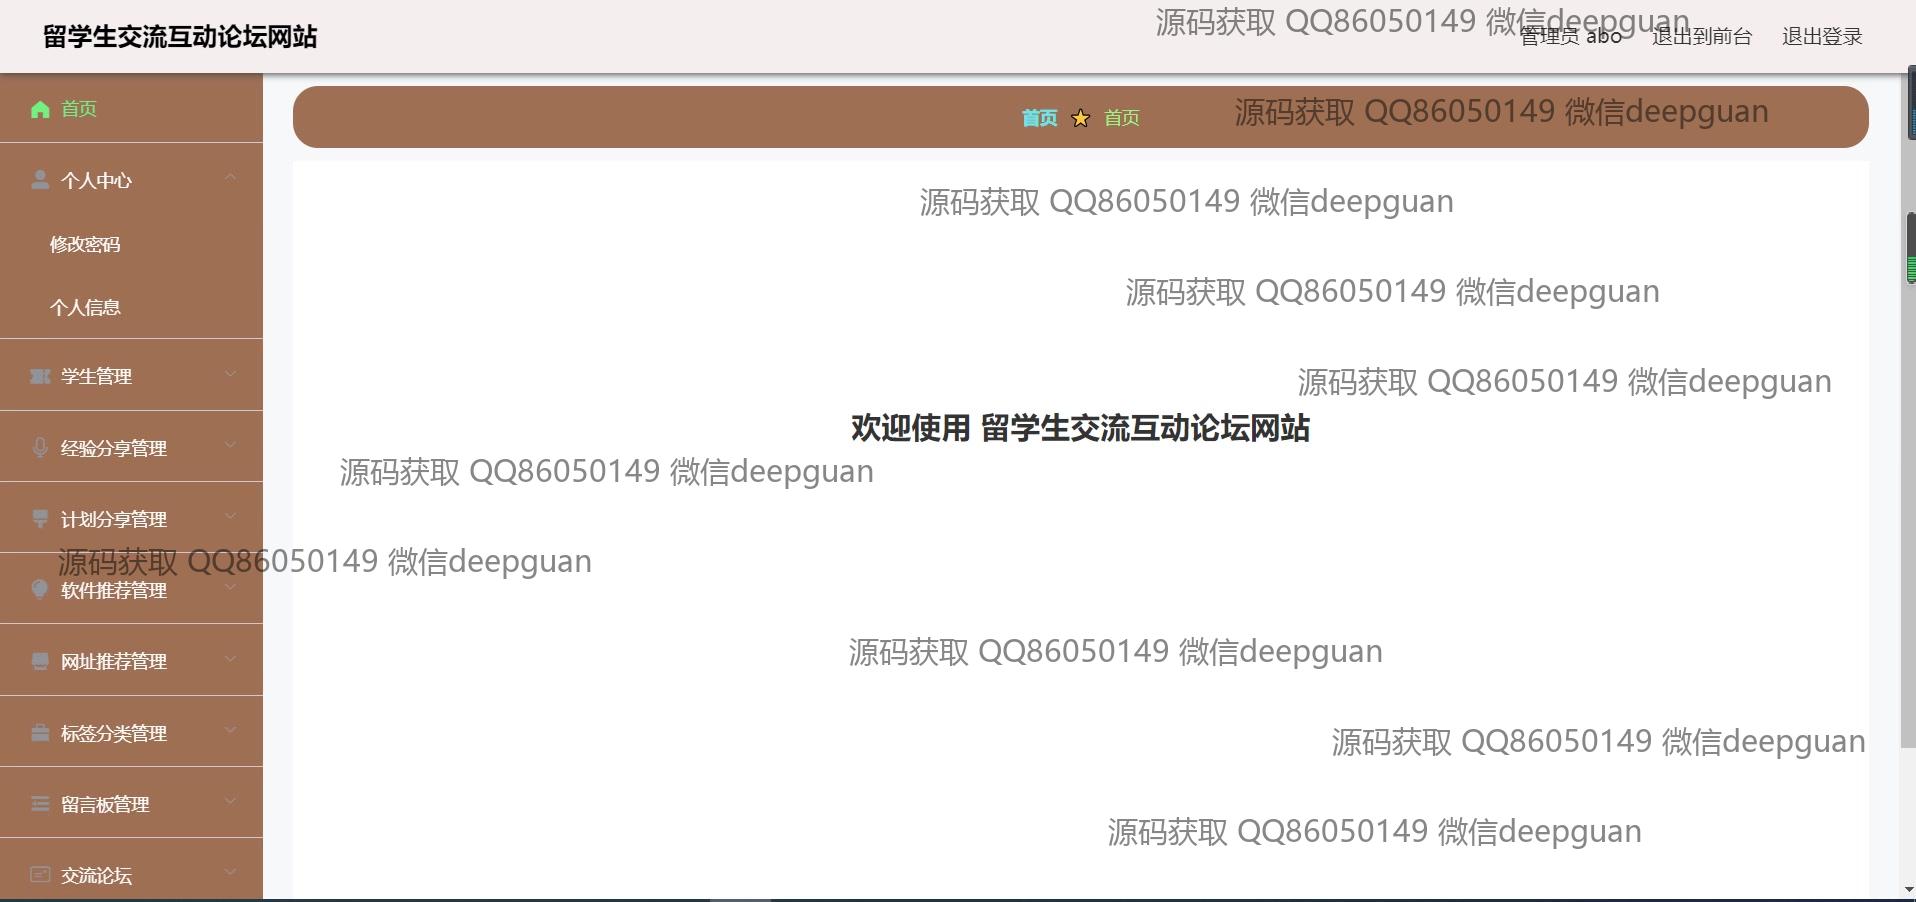 留学生交流互动论坛网站
源码获取 QQ86050149 微信deepguan
管理员 abo 退出到前台 退出登录
首页
首页 首页
源码获取 QQ86050149 微信deepguan
个人中心
源码获取 QQ86050149 微信deepguan
修改密码
源码获取 QQ86050149 微信deepguan
个人信息
学生管理
源码获取 QQ86050149 微信deepguan
欢迎使用 留学生交流互动论坛网站
经验分享管理
源码获取 QQ86050149 微信deepguan
计划分享管理
源码获取 QQ86050149 微信deepguan
软件推荐管理
源码获取 QQ86050149 微信deepguan
网址推荐管理
标签分类管理
源码获取 QQ86050149 微信deepguan
留言板管理
源码获取 QQ86050149 微信deepguan
交流论坛